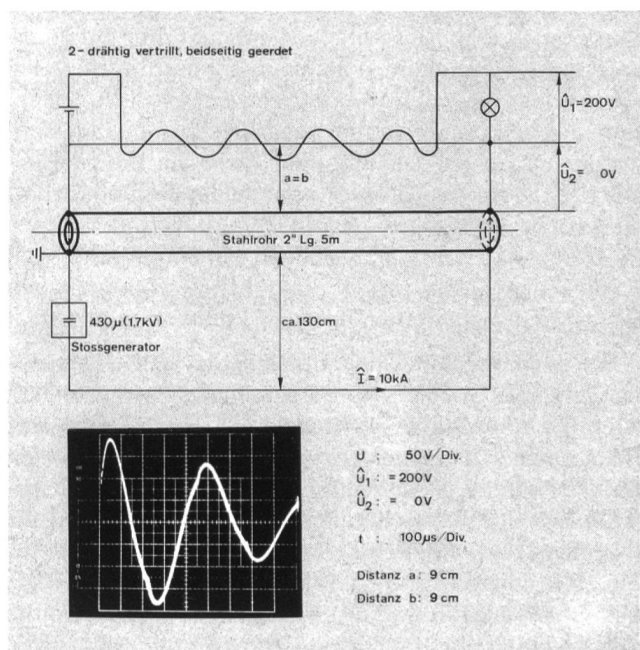 2-drähtig vertrillt, beidseitig geerdet
Û₁=200V
Û₂= 0V
a=b
Stahlrohr 2" Lg. 5m
430µ(1,7kV)
Stossgenerator
ca.130cm
Î = 10kA
U : 50V/Div.
Û₁ : =200V
Û₂ : = 0V
t : 100µs/Div.
Distanz a: 9cm
Distanz b: 9cm